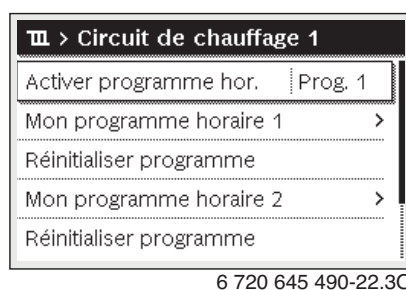 > Circuit de chauffage 1
Activer programme hor. Prog. 1
Mon programme horaire 1 >
Réinitialiser programme
Mon programme horaire 2 >
Réinitialiser programme
6 720 645 490-22.3O